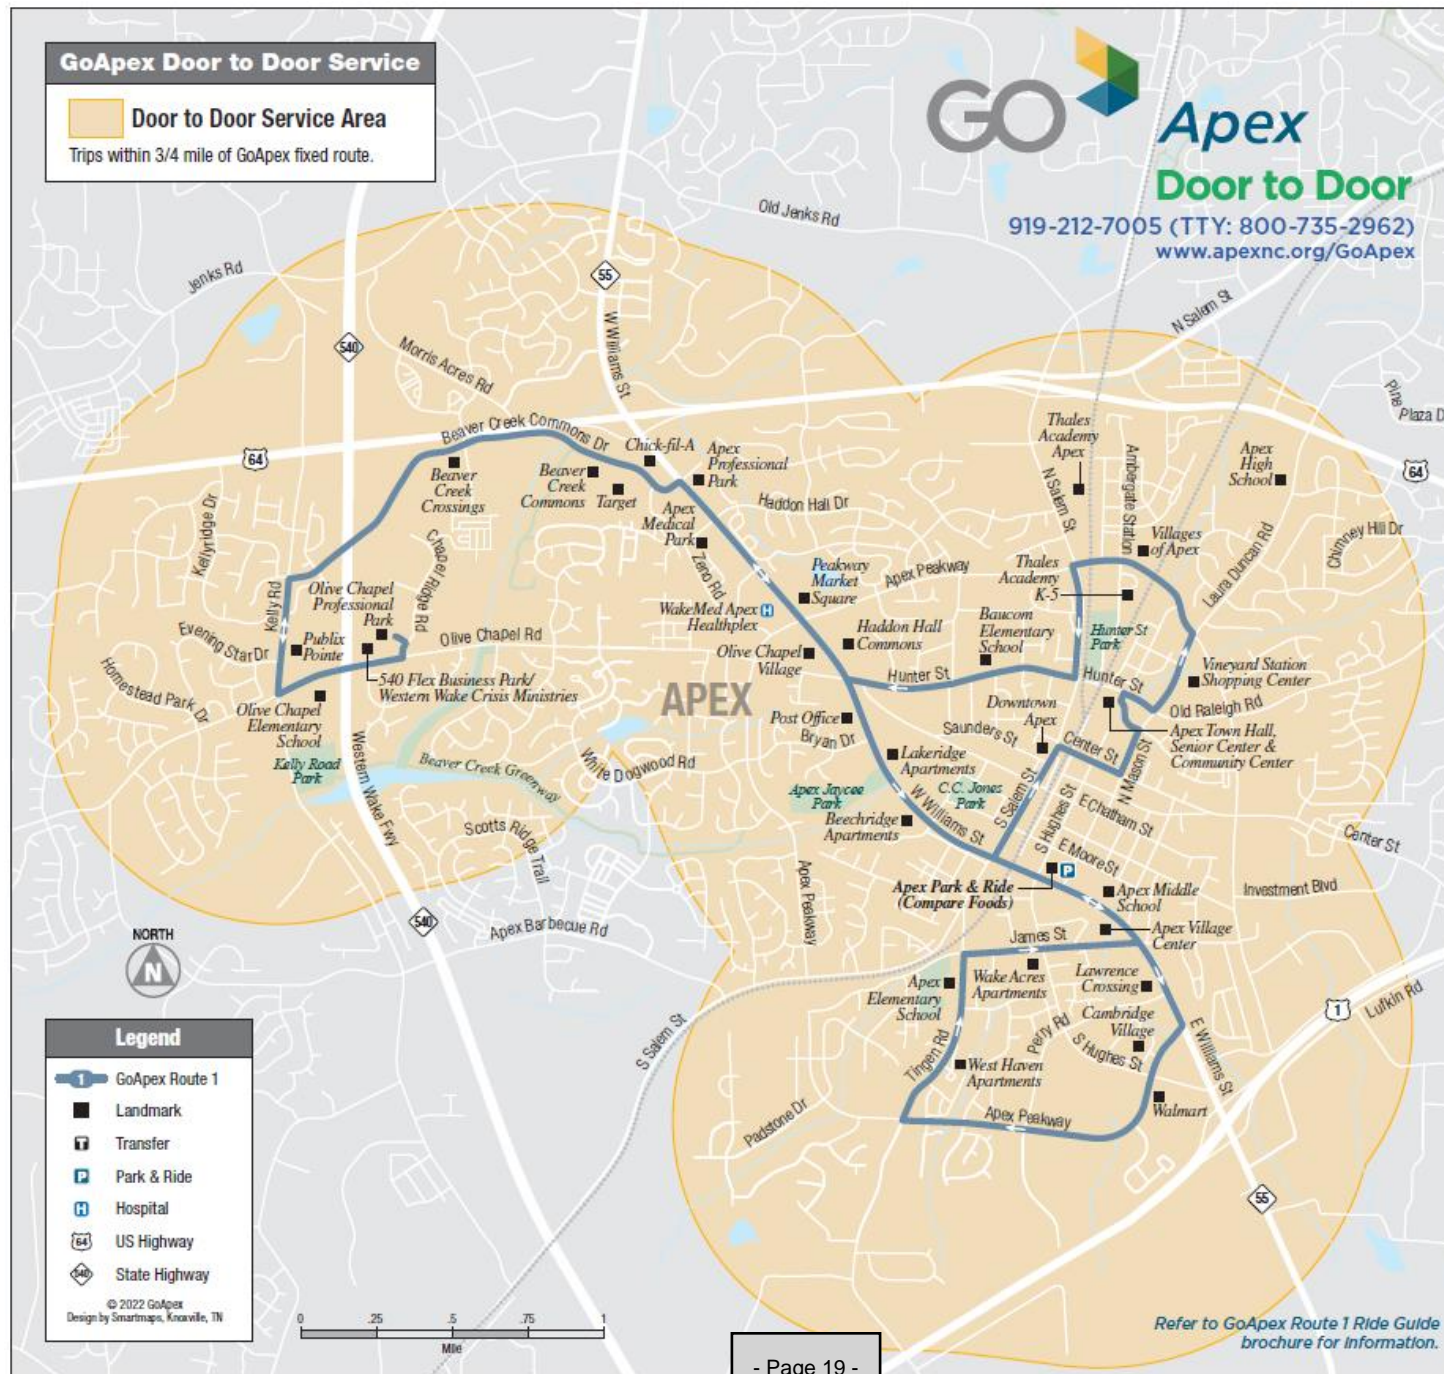 GoApex Door to Door Service
Door to Door Service Area
Trips within 3/4 mile of GoApex fixed route.
GO
Apex
Door to Door
919-212-7005 (TTY: 800-735-2962)
www.apexnc.org/GoApex
Old Jenks Rd
Jenks Rd
55
W Williams St
N Salem St
540
Morris Acres Rd
Pine
Plaza D
Beaver Creek Commons Dr
64
Chick-fil-A
Apex
Professional
Park
Beaver
Creek
Crossings
Beaver
Creek
Commons
Target
Apex
Medical
Park
Haddon Hall Dr
Thales
Academy
Apex
N Salem St
Ambergate Station
Apex
High
School
64
Kellyridge Dr
Chapel Ridge Rd
Zeno Rd
Villages
of Apex
Laura Duncan Rd
Chimney Hill Dr
Peakway
Market
Square
Apex Peakway
Thales
Academy
K-5
Kelly Rd
Olive Chapel
Professional
Park
WakeMed Apex
Healthplex
H
Baucom
Elementary
School
Hunter St
Park
Evening Star Dr
Publix
Pointe
Olive Chapel Rd
Haddon Hall
Commons
Olive Chapel
Village
Homestead Park Dr
540 Flex Business Park/
Western Wake Crisis Ministries
APEX
Hunter St
Hunter St
Vineyard Station
Shopping Center
Olive Chapel
Elementary
School
Post Office
Bryan Dr
Downtown
Apex
Saunders St
Center St
Old Raleigh Rd
Apex Town Hall,
Senior Center &
Community Center
N Mason St
Kelly Road
Park
Western Wake Fwy
Beaver Creek Greenway
White Dogwood Rd
Lakeridge
Apartments
Apex Jaycee
Park
C.C. Jones
Park
W Williams St
S Salem St
S Hughes St
E Chatham St
Beechridge
Apartments
Center St
Scotts Ridge Trail
E Moore St
Apex Peakway
Apex Park & Ride
(Compare Foods)
P
Apex Middle
School
Investment Blvd
540
Apex Barbecue Rd
Apex Village
Center
James St
NORTH
N
Apex
Elementary
School
Wake Acres
Apartments
Lawrence
Crossing
1
Lufkin Rd
S Salem St
Cambridge
Village
Perry Rd
S Hughes St
E Williams St
Tingen Rd
West Haven
Apartments
Walmart
Padstone Dr
Apex Peakway
55
Legend
1 GoApex Route 1
Landmark
T Transfer
P Park & Ride
H Hospital
64 US Highway
540 State Highway
© 2022 GoApex
Design by Smartmaps, Knoxville, TN
0 .25 .5 .75 1
Mile
- Page 19 -
Refer to GoApex Route 1 Ride Guide
brochure for information.